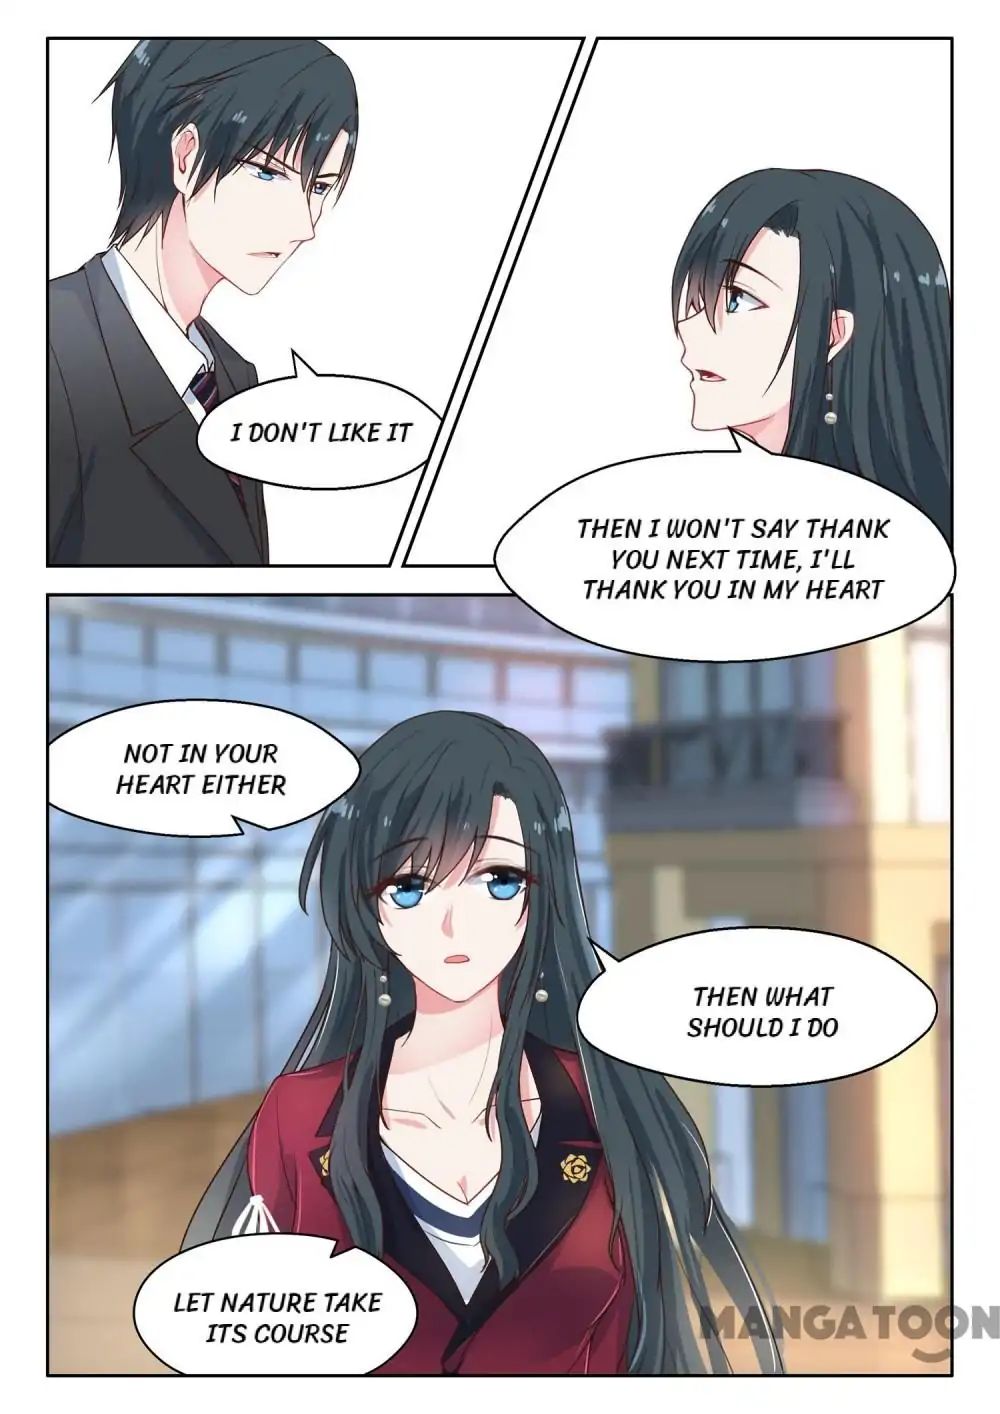 I DON'T LIKE IT
THEN I WON'T SAY THANK
YOU NEXT TIME, I'LL
THANK YOU IN MY HEART
NOT IN YOUR
HEART EITHER
THEN WHAT
SHOULD I DO
LET NATURE TAKE
ITS COURSE
MANGATOON